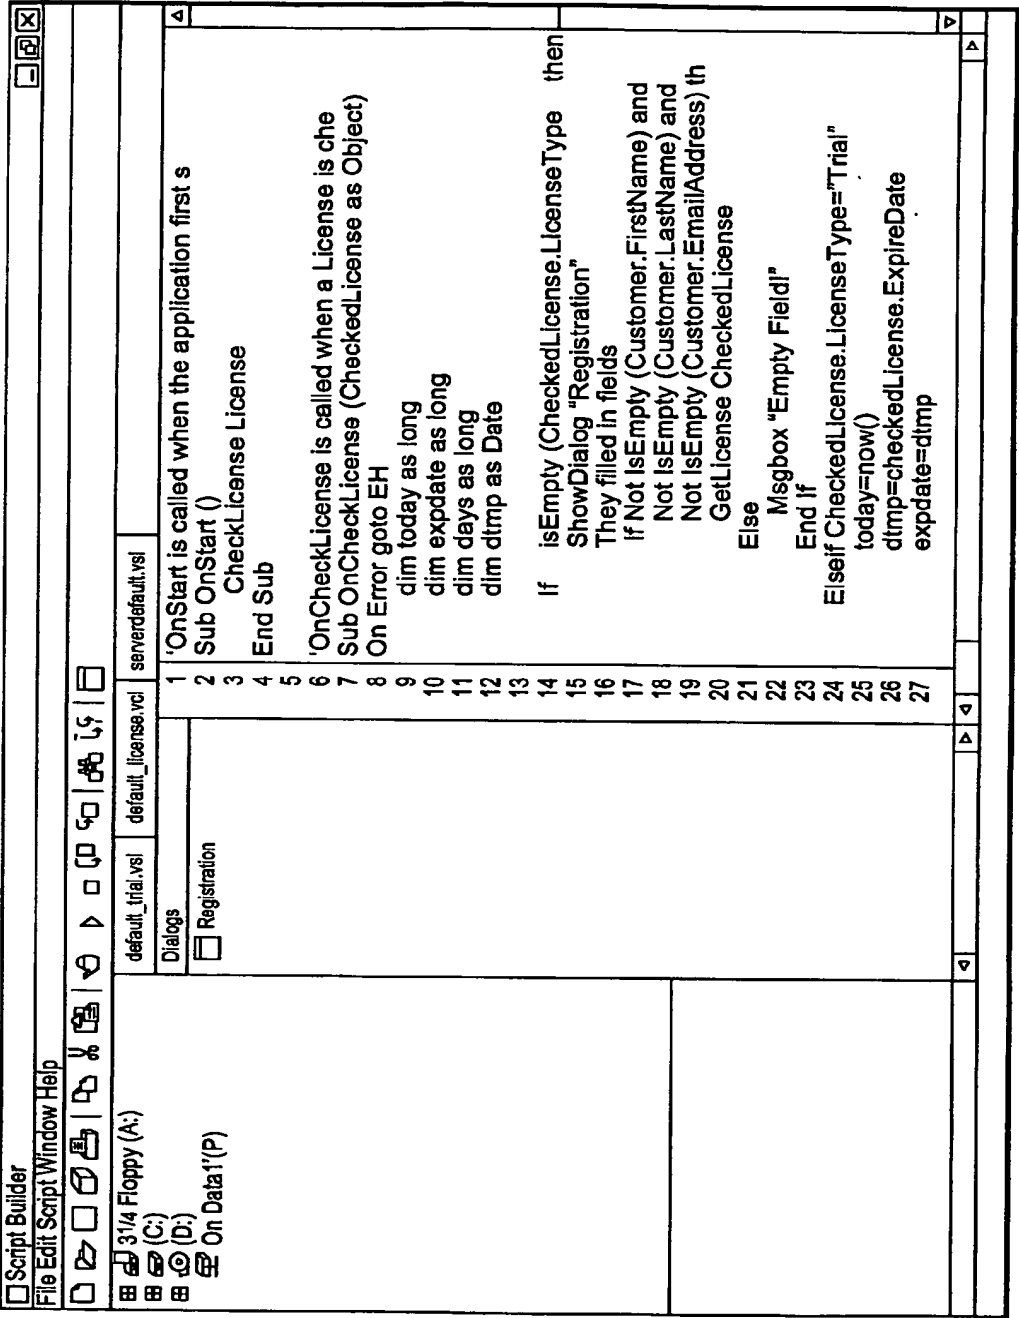 Script Builder
File Edit Script Window Help
31/4 Floppy (A:)
(C:)
(D:)
On Data1'(P)
default_trial.vsl
default_license.vcl
serverdefault.vsl
Dialogs
Registration
1 'OnStart is called when the application first s
2 Sub OnStart ()
3 CheckLicense License
4 End Sub
5
6 'OnCheckLicense is called when a License is che
7 Sub OnCheckLicense (CheckedLicense as Object)
8 On Error goto EH
9 dim today as long
10 dim expdate as long
11 dim days as long
12 dim dtmp as Date
13
14 If isEmpty (CheckedLicense.LicenseType then
15 ShowDialog "Registration"
16 They filled in fields
17 If Not IsEmpty (Customer.FirstName) and
18 Not IsEmpty (Customer.LastName) and
19 Not IsEmpty (Customer.EmailAddress) th
20 GetLicense CheckedLicense
21 Else
22 Msgbox "Empty Field!"
23 End If
24 Elseif CheckedLicense.LicenseType="Trial"
25 today=now()
26 dtmp=checkedLicense.ExpireDate
27 expdate=dtmp